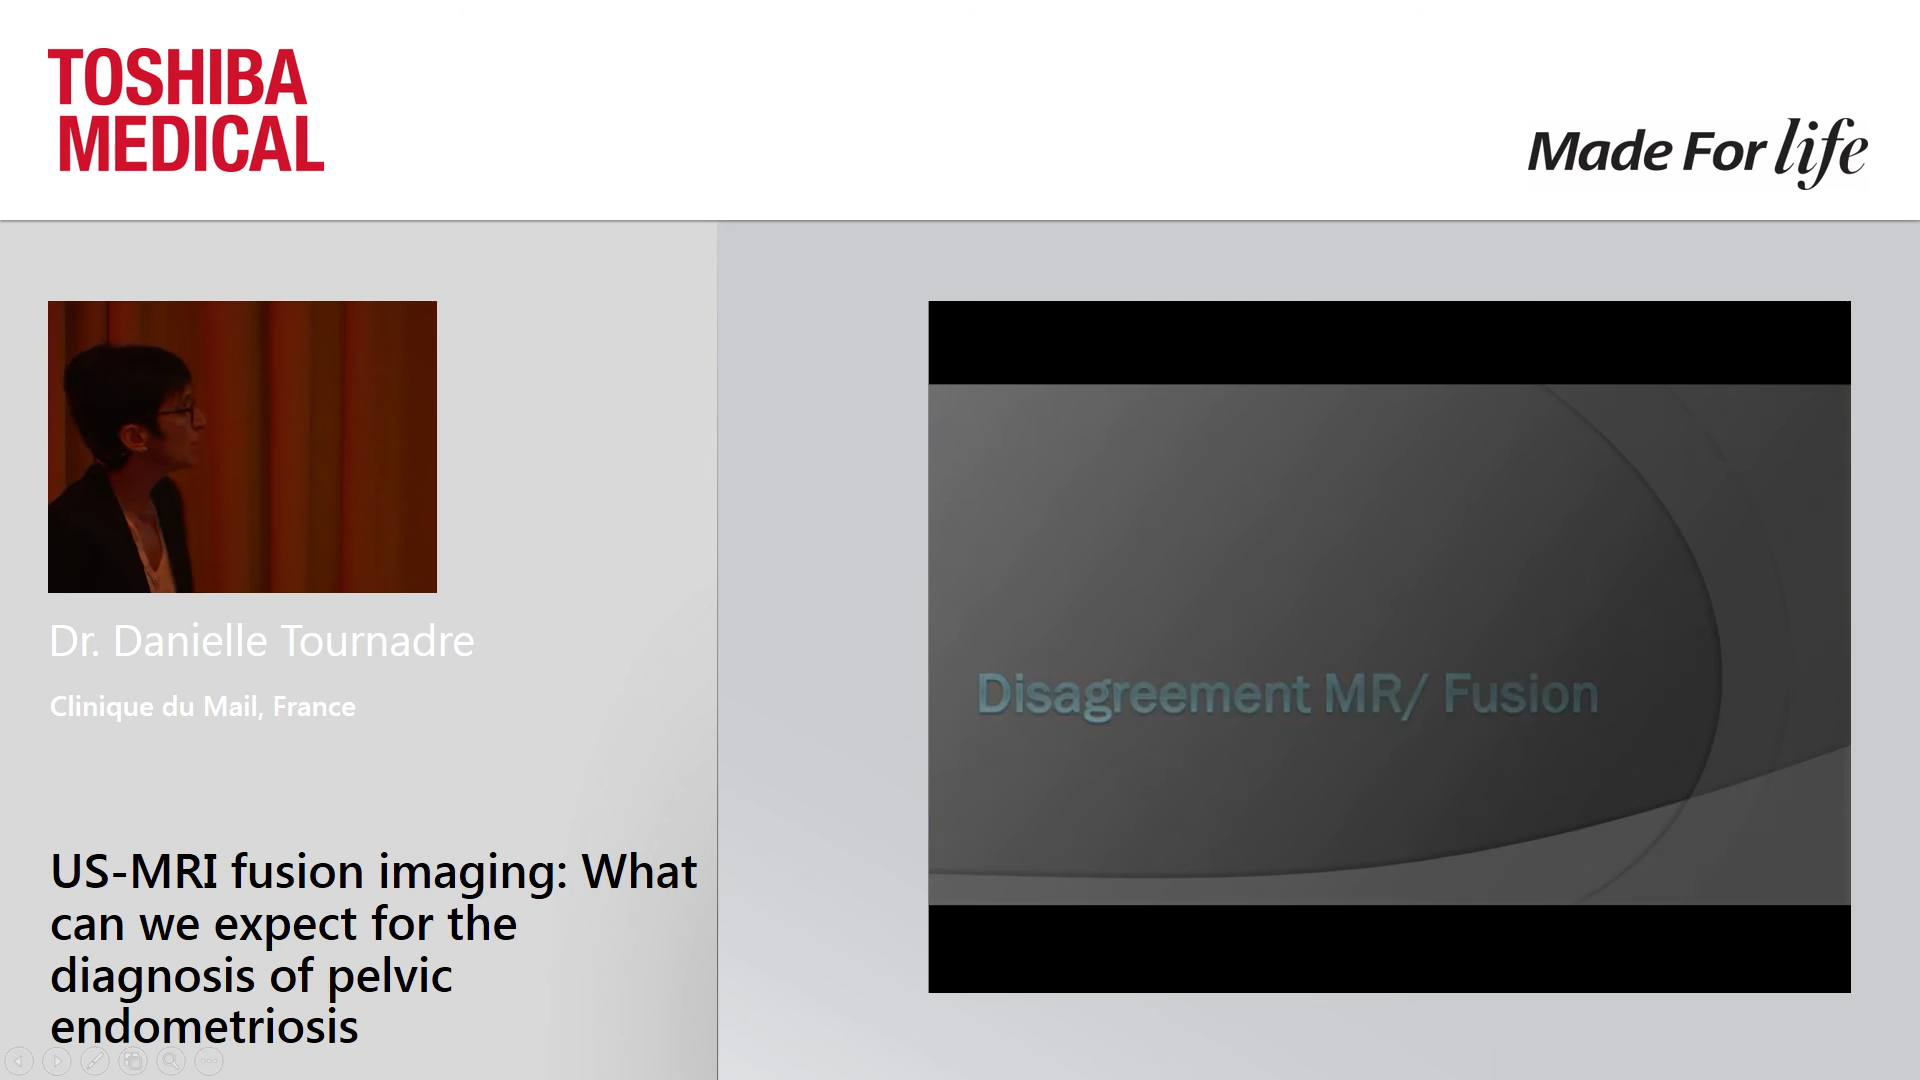 TOSHIBA
MEDICAL
Made For life
Dr. Danielle Tournadre
Clinique du Mail, France
US-MRI fusion imaging: What
can we expect for the
diagnosis of pelvic
endometriosis
Disagreement MR/ Fusion